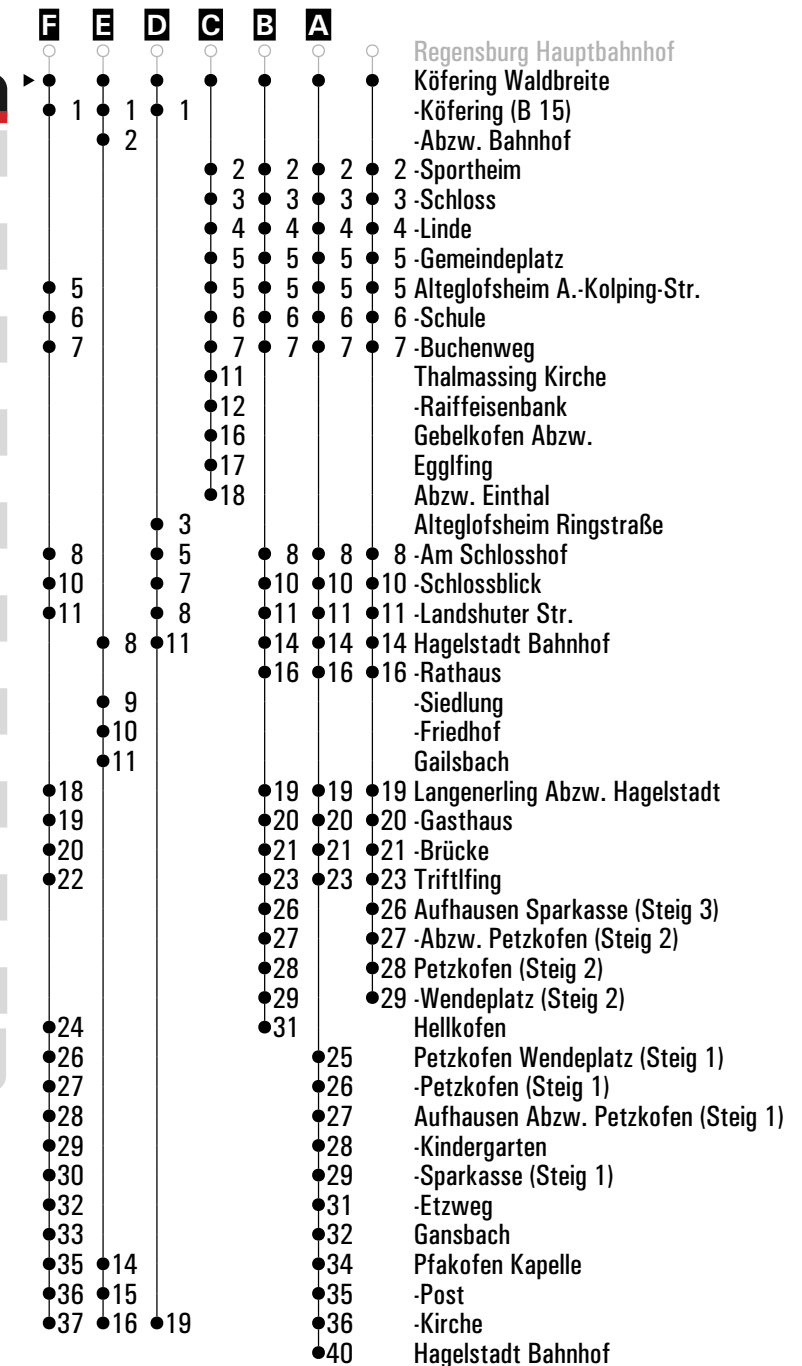 F E D C B A
Regensburg Hauptbahnhof
Köfering Waldbreite
1 1 1 -Köfering (B 15)
2 -Abzw. Bahnhof
2 2 2 2 -Sportheim
3 3 3 3 -Schloss
4 4 4 4 -Linde
5 5 5 5 -Gemeindeplatz
5 5 5 5 5 Alteglofsheim A.-Kolping-Str.
6 6 6 6 6 -Schule
7 7 7 7 7 -Buchenweg
11 Thalmassing Kirche
12 -Raiffeisenbank
16 Gebelkofen Abzw.
17 Egglfing
18 Abzw. Einthal
3 Alteglofsheim Ringstraße
8 5 8 8 8 -Am Schlosshof
10 7 10 10 10 -Schlossblick
11 8 11 11 11 -Landshuter Str.
8 11 14 14 14 Hagelstadt Bahnhof
16 16 16 -Rathaus
9 -Siedlung
10 -Friedhof
11 Gailsbach
18 19 19 19 Langenerling Abzw. Hagelstadt
19 20 20 20 -Gasthaus
20 21 21 21 -Brücke
22 23 23 23 Triftlfing
26 26 Aufhausen Sparkasse (Steig 3)
27 27 -Abzw. Petzkofen (Steig 2)
28 28 Petzkofen (Steig 2)
29 29 -Wendeplatz (Steig 2)
24 31 Hellkofen
26 25 Petzkofen Wendeplatz (Steig 1)
27 26 -Petzkofen (Steig 1)
28 27 Aufhausen Abzw. Petzkofen (Steig 1)
29 28 -Kindergarten
30 29 -Sparkasse (Steig 1)
32 31 -Etzweg
33 32 Gansbach
35 14 34 Pfakofen Kapelle
36 15 35 -Post
37 16 19 36 -Kirche
40 Hagelstadt Bahnhof